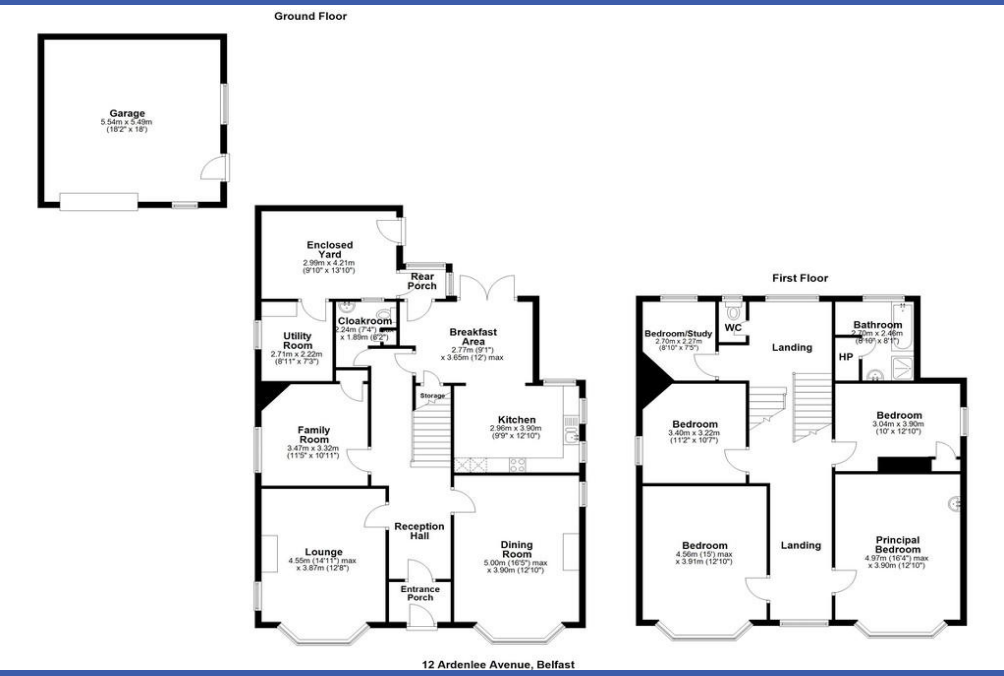 Ground Floor
Garage
5.54m x 5.49m
(18'2" x 18')
Enclosed
Yard
2.99m x 4.21m
(9'10" x 13'10")
Rear
Porch
Cloakroom
2.24m (7'4")
x 1.89m (6'2")
Utility
Room
2.71m x 2.22m
(8'11" x 7'3")
Breakfast
Area
2.77m (9'1")
x 3.65m (12') max
Storage
Kitchen
2.96m x 3.90m
(9'9" x 12'10")
Family
Room
3.47m x 3.32m
(11'5" x 10'11")
Reception
Hall
Lounge
4.55m (14'11") max
x 3.87m (12'8")
Dining
Room
5.00m (16'5") max
x 3.90m (12'10")
Entrance
Porch
First Floor
Bedroom/Study
2.70m x 2.27m
(8'10" x 7'5")
WC
Landing
Bathroom
2.70m x 2.46m
(8'10" x 8'1")
HP
Bedroom
3.40m x 3.22m
(11'2" x 10'7")
Bedroom
3.04m x 3.90m
(10' x 12'10")
Bedroom
4.56m (15') max
x 3.91m (12'10")
Landing
Principal
Bedroom
4.97m (16'4") max
x 3.90m (12'10")
12 Ardenlee Avenue, Belfast